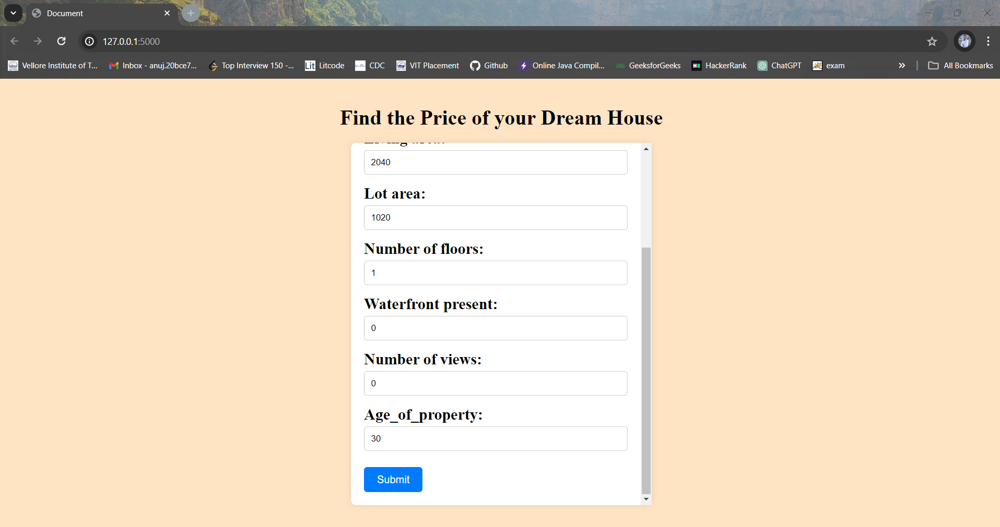 Document
127.0.0.1:5000
Vellore Institute of T... Inbox - anuj.20bce7... Top Interview 150 -... Lit Litcode CDC VIT Placement Github Online Java Compil... GeeksforGeeks HackerRank ChatGPT exam All Bookmarks
Find the Price of your Dream House
2040
Lot area:
1020
Number of floors:
1
Waterfront present:
0
Number of views:
0
Age_of_property:
30
Submit